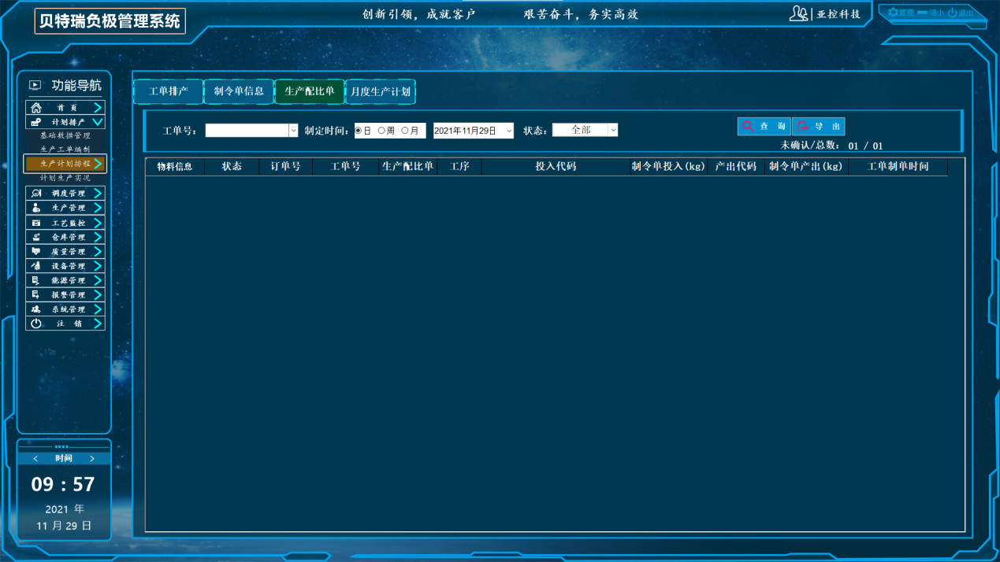 贝特瑞负极管理系统
创新引领，成就客户 艰苦奋斗，务实高效
亚控科技
管理 缩小 退出
功能导航
首 页
计划排产
基础数据管理
生产工单编制
生产计划排程
计划生产实况
调度管理
生产管理
工艺监控
仓库管理
质量管理
设备管理
能源管理
报警管理
系统管理
注 销
< 时间 >
09 : 57
2021 年
11 月 29 日
工单排产 制令单信息 生产配比单 月度生产计划
工单号： 制定时间： 日 周 月 2021年11月29日 状态： 全部 查 询 导 出
未确认/总数： 01 / 01
物料信息 状态 订单号 工单号 生产配比单 工序 投入代码 制令单投入(kg) 产出代码 制令单产出(kg) 工单制单时间